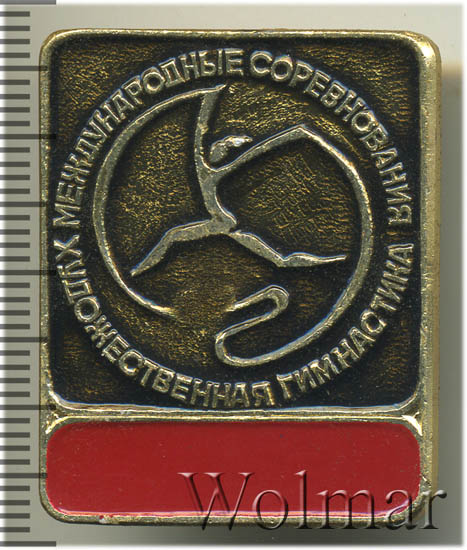 МЕЖДУНАРОДНЫЕ СОРЕВНОВАНИЯ
ХУДОЖЕСТВЕННАЯ ГИМНАСТИКА
Wolmar